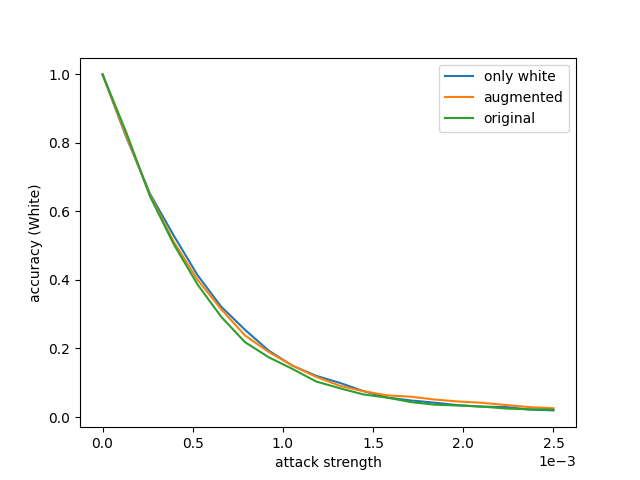 only white
augmented
original
accuracy (White)
1.0
0.8
0.6
0.4
0.2
0.0
0.0 0.5 1.0 1.5 2.0 2.5
1e−3
attack strength